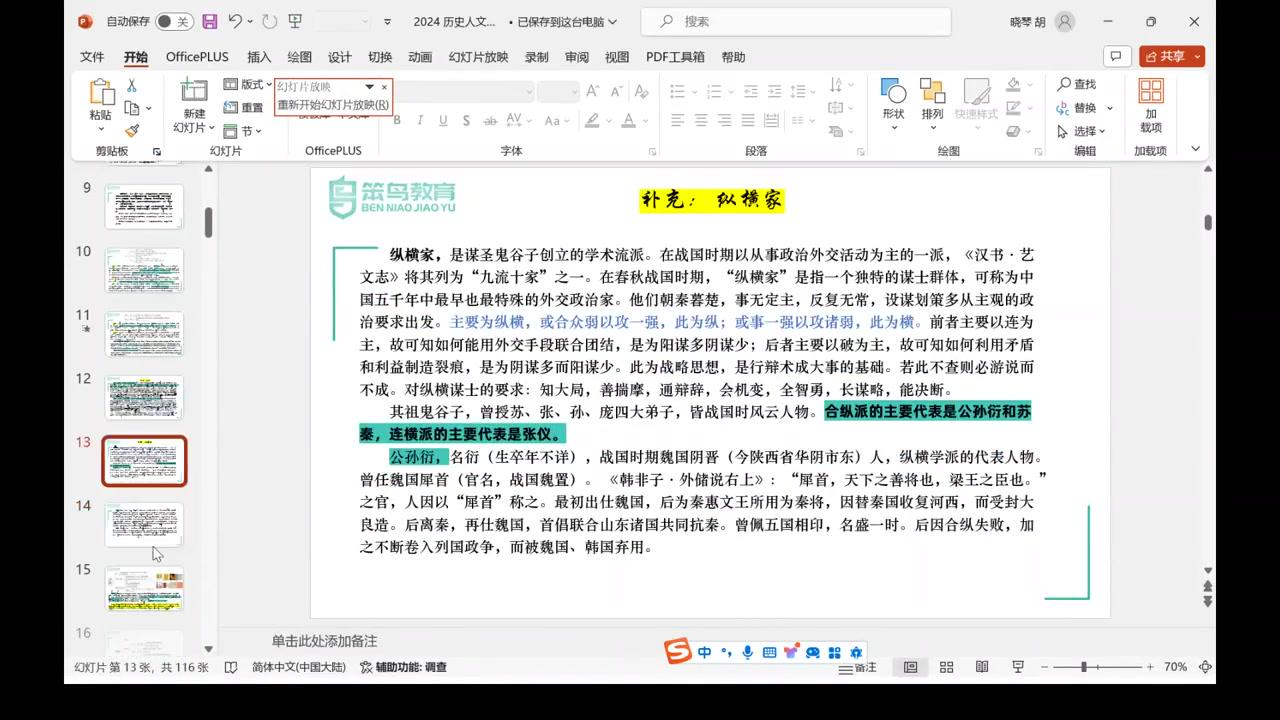 自动保存 关 2024 历史人文... • 已保存到这台电脑 搜索 晓琴 胡
文件 开始 OfficePLUS 插入 绘图 设计 切换 动画 幻灯片放映 录制 审阅 视图 PDF工具箱 帮助 共享
幻灯片放映
重新开始幻灯片放映(R)
粘贴 新建 幻灯片 版式 重置 节 形状 排列 快速样式 查找 替换 选择 加 载项
剪贴板 幻灯片 OfficePLUS 字体 段落 绘图 编辑 加载项
9
10
11
12
13
14
15
16
笨鸟教育
BEN NIAO JIAO YU
补充： 纵横家
纵横家，是谋圣鬼谷子创立的学术流派。在战国时期以从事政治外交活动为主的一派，《汉书·艺
文志》将其列为“九流十家”之一。在春秋战国时期，“纵横家”是指一个独特的谋士群体，可称为中
国五千年中最早也最特殊的外交政治家。他们朝秦暮楚，事无定主，反复无常，设谋划策多从主观的政
治要求出发。主要为纵横，或合众弱以攻一强，此为纵；或事一强以攻诸弱，此为横。前者主要以连为
主，故可知如何能用外交手段联合团结，是为阳谋多阴谋少；后者主要以破为主，故可知如何利用矛盾
和利益制造裂痕，是为阴谋多而阳谋少。此为战略思想，是行辩术成大事的基础。若此不查则必游说而
不成。对纵横谋士的要求：知大局，善揣摩，通辩辞，会机变，全智勇，长谋略，能决断。
其祖鬼谷子，曾授苏、张、孙、庞四大弟子，皆战国时风云人物。合纵派的主要代表是公孙衍和苏
秦，连横派的主要代表是张仪。
公孙衍，名衍（生卒年不详），战国时期魏国阴晋（今陕西省华阴市东）人，纵横学派的代表人物。
曾任魏国犀首（官名，战国魏置）。《韩非子·外储说右上》：“犀首，天下之善将也，梁王之臣也。”
之官，人因以“犀首”称之。最初出仕魏国，后为秦惠文王所用为秦将，因替秦国收复河西，而受封大
良造。后离秦，再仕魏国，首倡联合山东诸国共同抗秦。曾佩五国相印，名盛一时。后因合纵失败，加
之不断卷入列国政争，而被魏国、韩国弃用。
单击此处添加备注
中
幻灯片 第 13 张，共 116 张 简体中文(中国大陆) 辅助功能: 调查 备注 70%